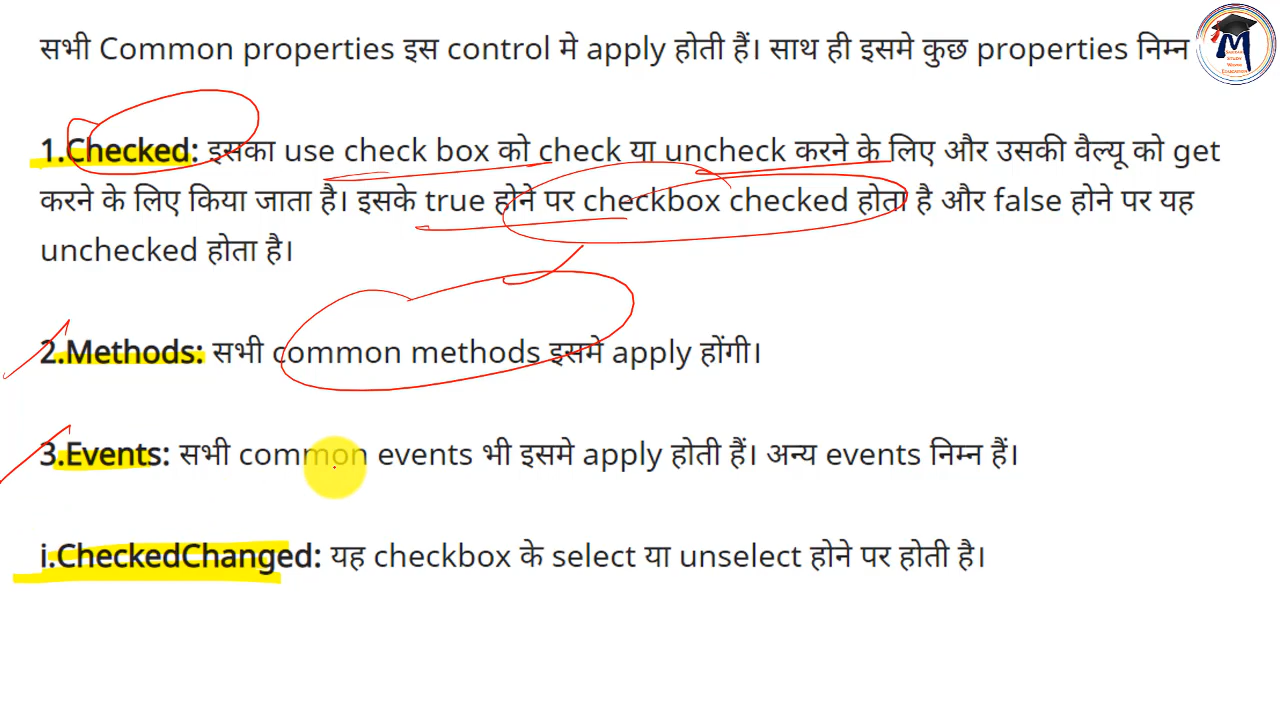 सभी Common properties इस control मे apply होती हैं। साथ ही इसमे कुछ properties निम्न
1.Checked: इसका use check box को check या uncheck करने के लिए और उसकी वैल्यू को get
करने के लिए किया जाता है। इसके true होने पर checkbox checked होता है और false होने पर यह
unchecked होता है।
2.Methods: सभी common methods इसमे apply होंगी।
3.Events: सभी common events भी इसमे apply होती हैं। अन्य events निम्न हैं।
i.CheckedChanged: यह checkbox के select या unselect होने पर होती है।